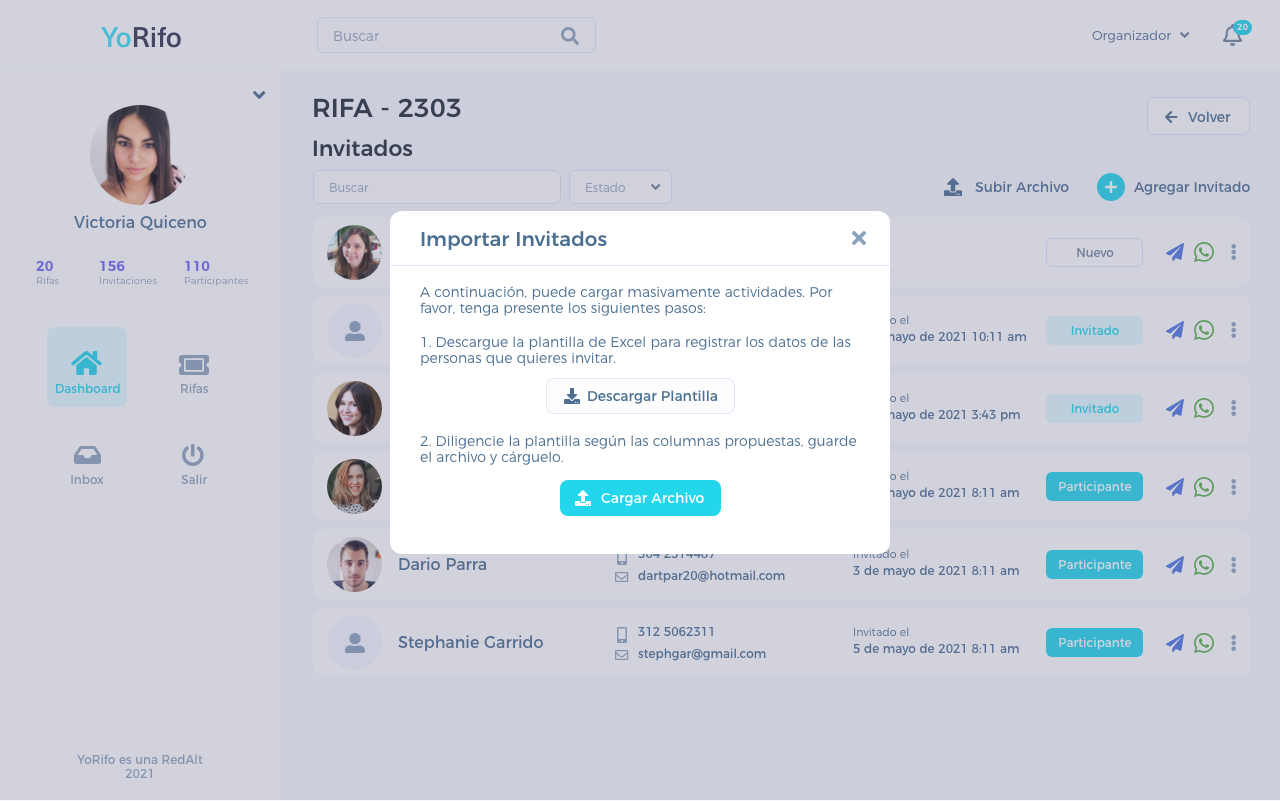 YoRifo
Buscar
Organizador
20
Victoria Quiceno
20
Rifas
156
Invitaciones
110
Participantes
Dashboard
Rifas
Inbox
Salir
YoRifo es una RedAlt
2021
RIFA - 2303
Volver
Invitados
Buscar
Estado
Subir Archivo
Agregar Invitado
Importar Invitados
A continuación, puede cargar masivamente actividades. Por
favor, tenga presente los siguientes pasos:
1. Descargue la plantilla de Excel para registrar los datos de las
personas que quieres invitar.
Descargar Plantilla
2. Diligencie la plantilla según las columnas propuestas, guarde
el archivo y cárguelo.
Cargar Archivo
Nuevo
el
mayo de 2021 10:11 am
Invitado
el
mayo de 2021 3:43 pm
Invitado
el
mayo de 2021 8:11 am
Participante
Dario Parra
304 2314487
dartpar20@hotmail.com
Invitado el
3 de mayo de 2021 8:11 am
Participante
Stephanie Garrido
312 5062311
stephgar@gmail.com
Invitado el
5 de mayo de 2021 8:11 am
Participante